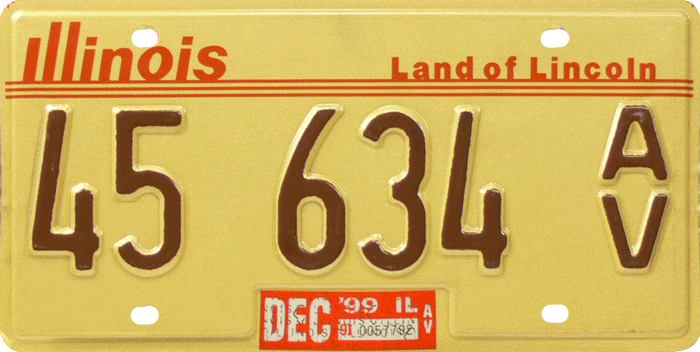 Illinois Land of Lincoln
45 634 AV
DEC '99 IL AV
91 0057792